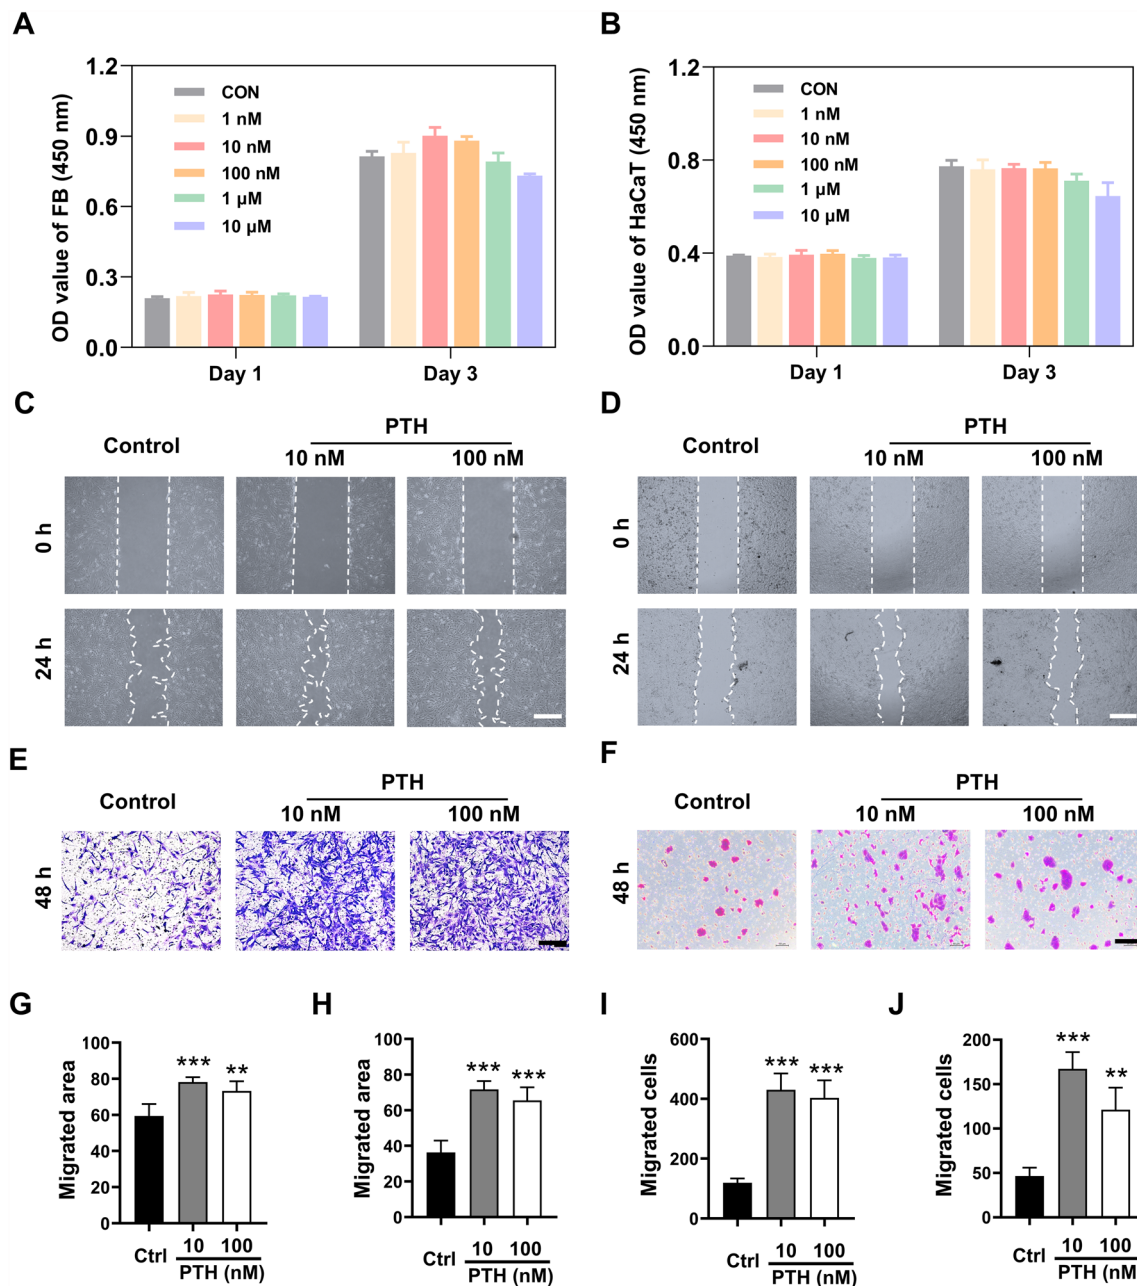 A
OD value of FB (450 nm)
1.2
0.9
0.6
0.3
0.0
CON
1 nM
10 nM
100 nM
1 µM
10 µM
Day 1
Day 3
B
OD value of HaCaT (450 nm)
1.2
0.8
0.4
0.0
CON
1 nM
10 nM
100 nM
1 µM
10 µM
Day 1
Day 3
C
Control
PTH
10 nM
100 nM
0 h
24 h
D
Control
PTH
10 nM
100 nM
0 h
24 h
E
Control
PTH
10 nM
100 nM
48 h
F
Control
PTH
10 nM
100 nM
48 h
G
Migrated area
100
80
60
40
20
0
***
**
Ctrl
10
100
PTH (nM)
H
Migrated area
100
80
60
40
20
0
***
***
Ctrl
10
100
PTH (nM)
I
Migrated cells
600
400
200
0
***
***
Ctrl
10
100
PTH (nM)
J
Migrated cells
200
150
100
50
0
***
**
Ctrl
10
100
PTH (nM)